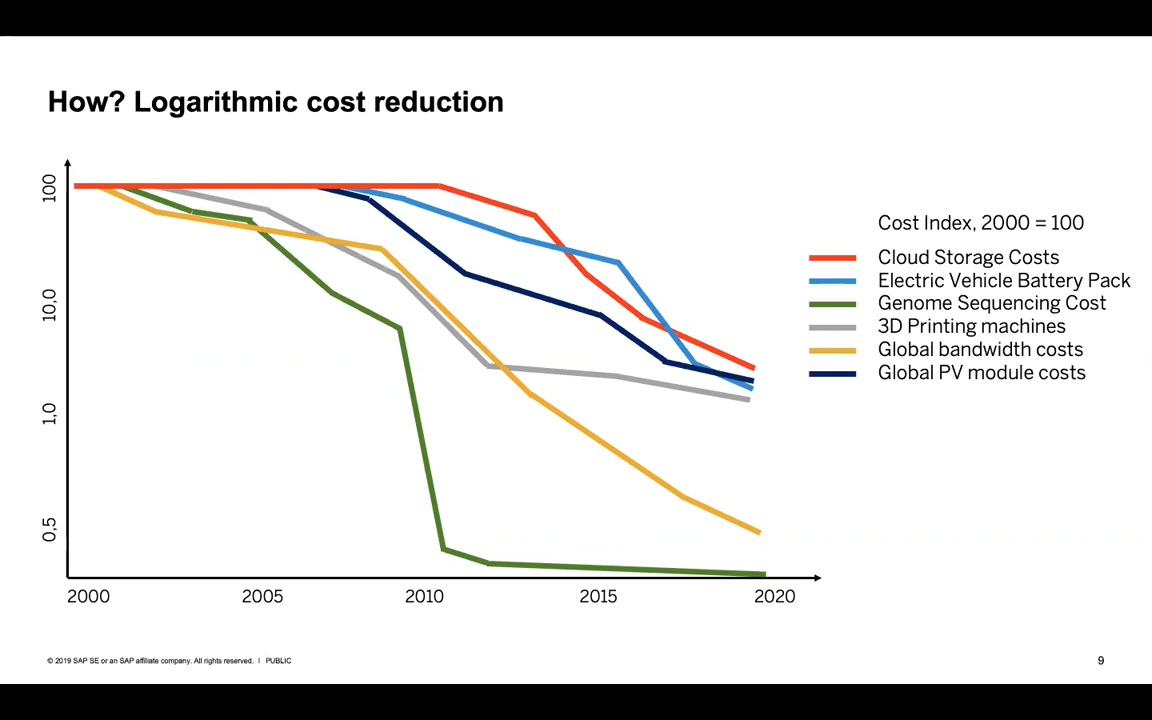 How? Logarithmic cost reduction
100
10,0
1,0
0,5
2000
2005
2010
2015
2020
Cost Index, 2000 = 100
Cloud Storage Costs
Electric Vehicle Battery Pack
Genome Sequencing Cost
3D Printing machines
Global bandwidth costs
Global PV module costs
© 2019 SAP SE or an SAP affiliate company. All rights reserved. | PUBLIC
9